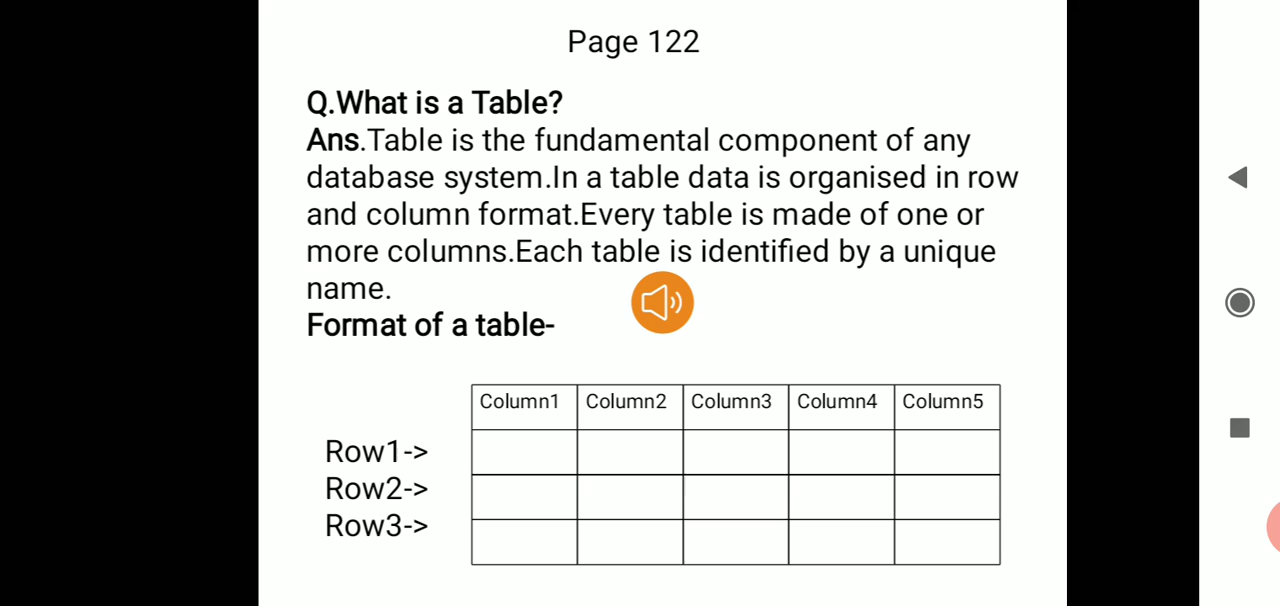 Page 122
Q.What is a Table?
Ans.Table is the fundamental component of any
database system.In a table data is organised in row
and column format.Every table is made of one or
more columns.Each table is identified by a unique
name.
Format of a table-
Column1 Column2 Column3 Column4 Column5
Row1->
Row2->
Row3->